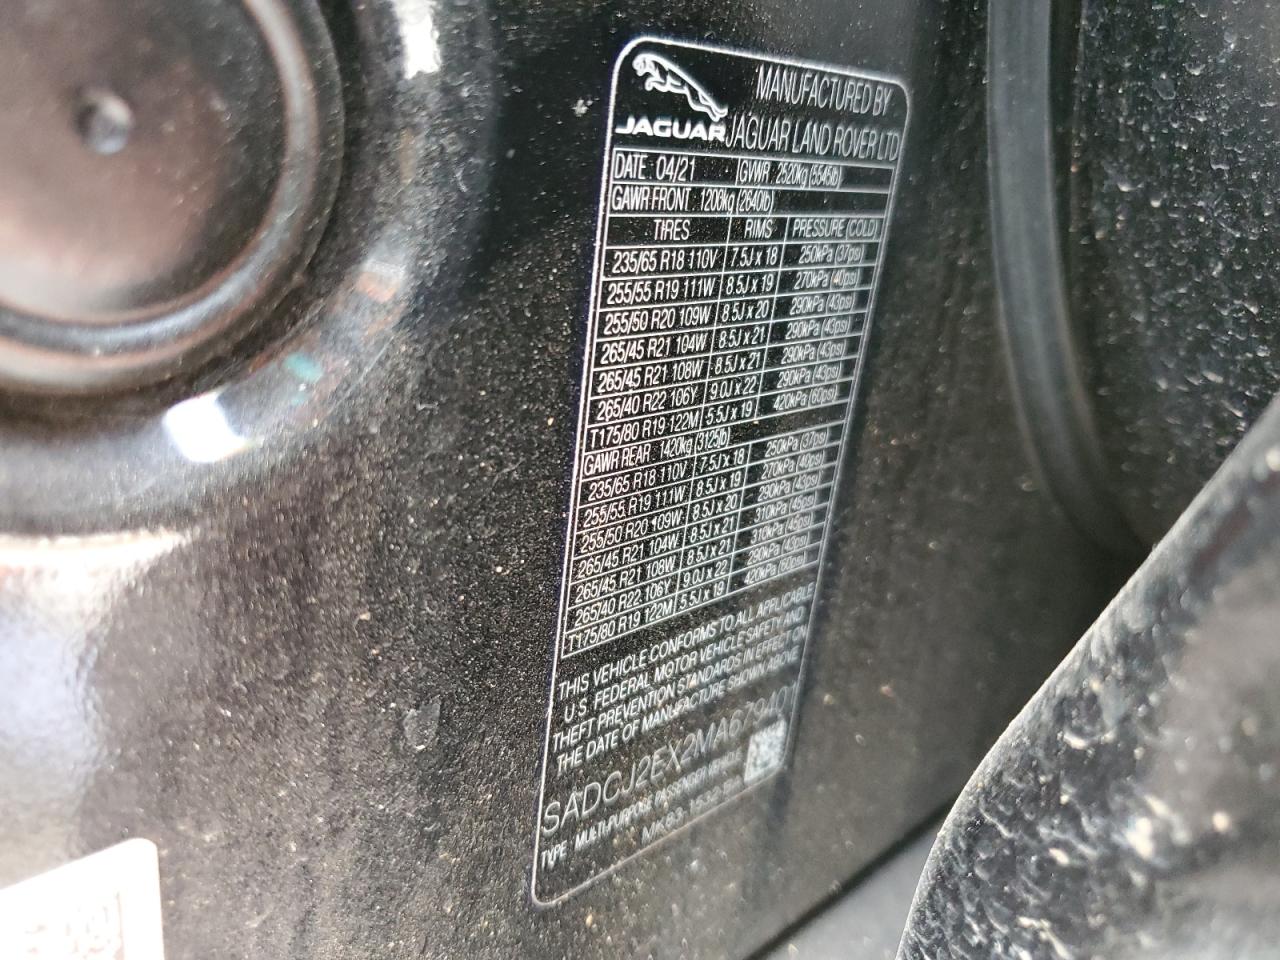 JAGUAR
MANUFACTURED BY
JAGUAR LAND ROVER LTD
DATE 04/21 GVWR 2520kg (5545lb)
GAWR FRONT 1200kg (2640lb)
TIRES RIMS PRESSURE (COLD)
235/65 R18 110V 7.5J x 18 250kPa (37psi)
255/55 R19 111W 8.5J x 19 270kPa (40psi)
255/50 R20 109W 8.5J x 20 290kPa (43psi)
265/45 R21 104W 8.5J x 21 290kPa (43psi)
265/45 R21 108W 8.5J x 21 290kPa (43psi)
265/40 R22 106Y 9.0J x 22 290kPa (43psi)
T175/80 R19 122M 5.5J x 19 420kPa (60psi)
GAWR REAR 1420kg (3125lb)
235/65 R18 110V 7.5J x 18 250kPa (37psi)
255/55 R19 111W 8.5J x 19 270kPa (40psi)
255/50 R20 109W 8.5J x 20 290kPa (43psi)
265/45 R21 104W 8.5J x 21 310kPa (45psi)
265/45 R21 108W 8.5J x 21 310kPa (45psi)
265/40 R22 106Y 9.0J x 22 290kPa (43psi)
T175/80 R19 122M 5.5J x 19 420kPa (60psi)
THIS VEHICLE CONFORMS TO ALL APPLICABLE
U.S. FEDERAL MOTOR VEHICLE SAFETY AND
THEFT PREVENTION STANDARDS IN EFFECT ON
THE DATE OF MANUFACTURE SHOWN ABOVE
SADCJ2EX2MA679401
TYPE MULTI-PURPOSE PASSENGER VEHICLE